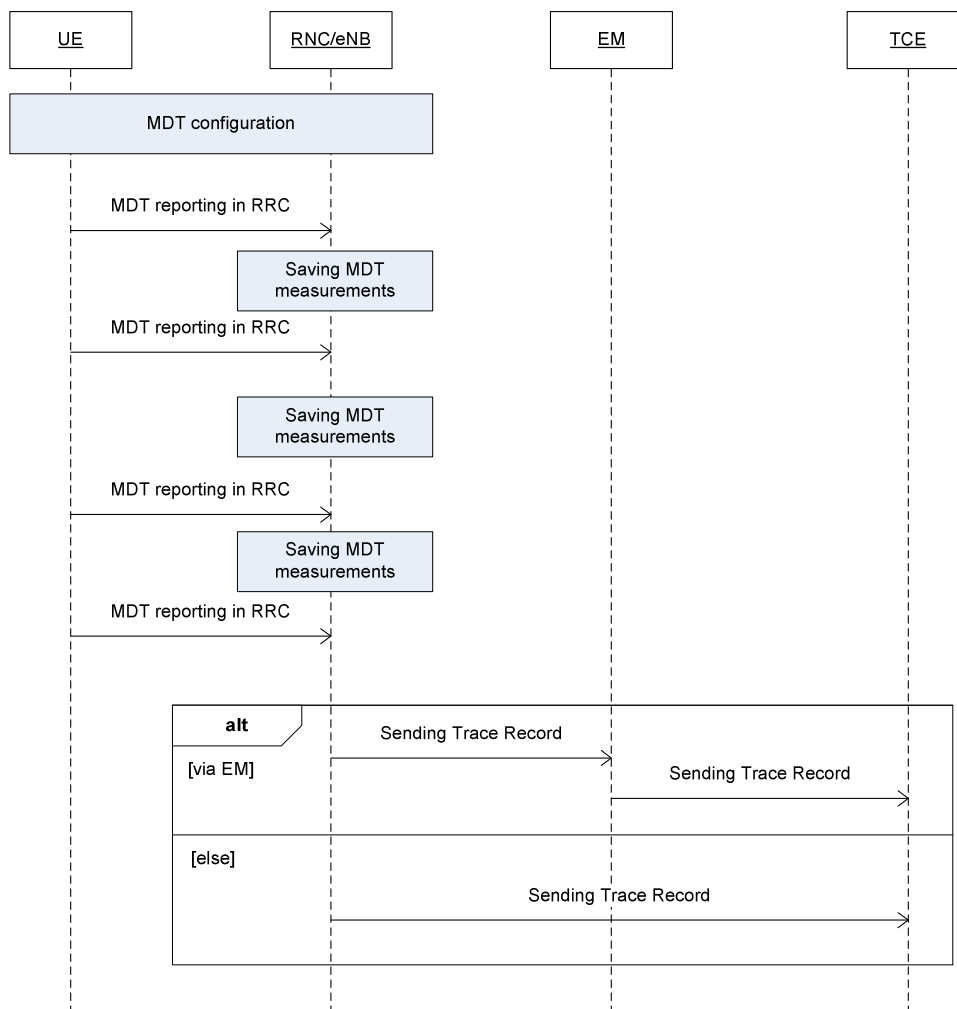 UE
RNC/eNB
EM
TCE
MDT configuration
MDT reporting in RRC
Saving MDT
measurements
MDT reporting in RRC
Saving MDT
measurements
MDT reporting in RRC
Saving MDT
measurements
MDT reporting in RRC
alt
Sending Trace Record
[via EM]
Sending Trace Record
[else]
Sending Trace Record